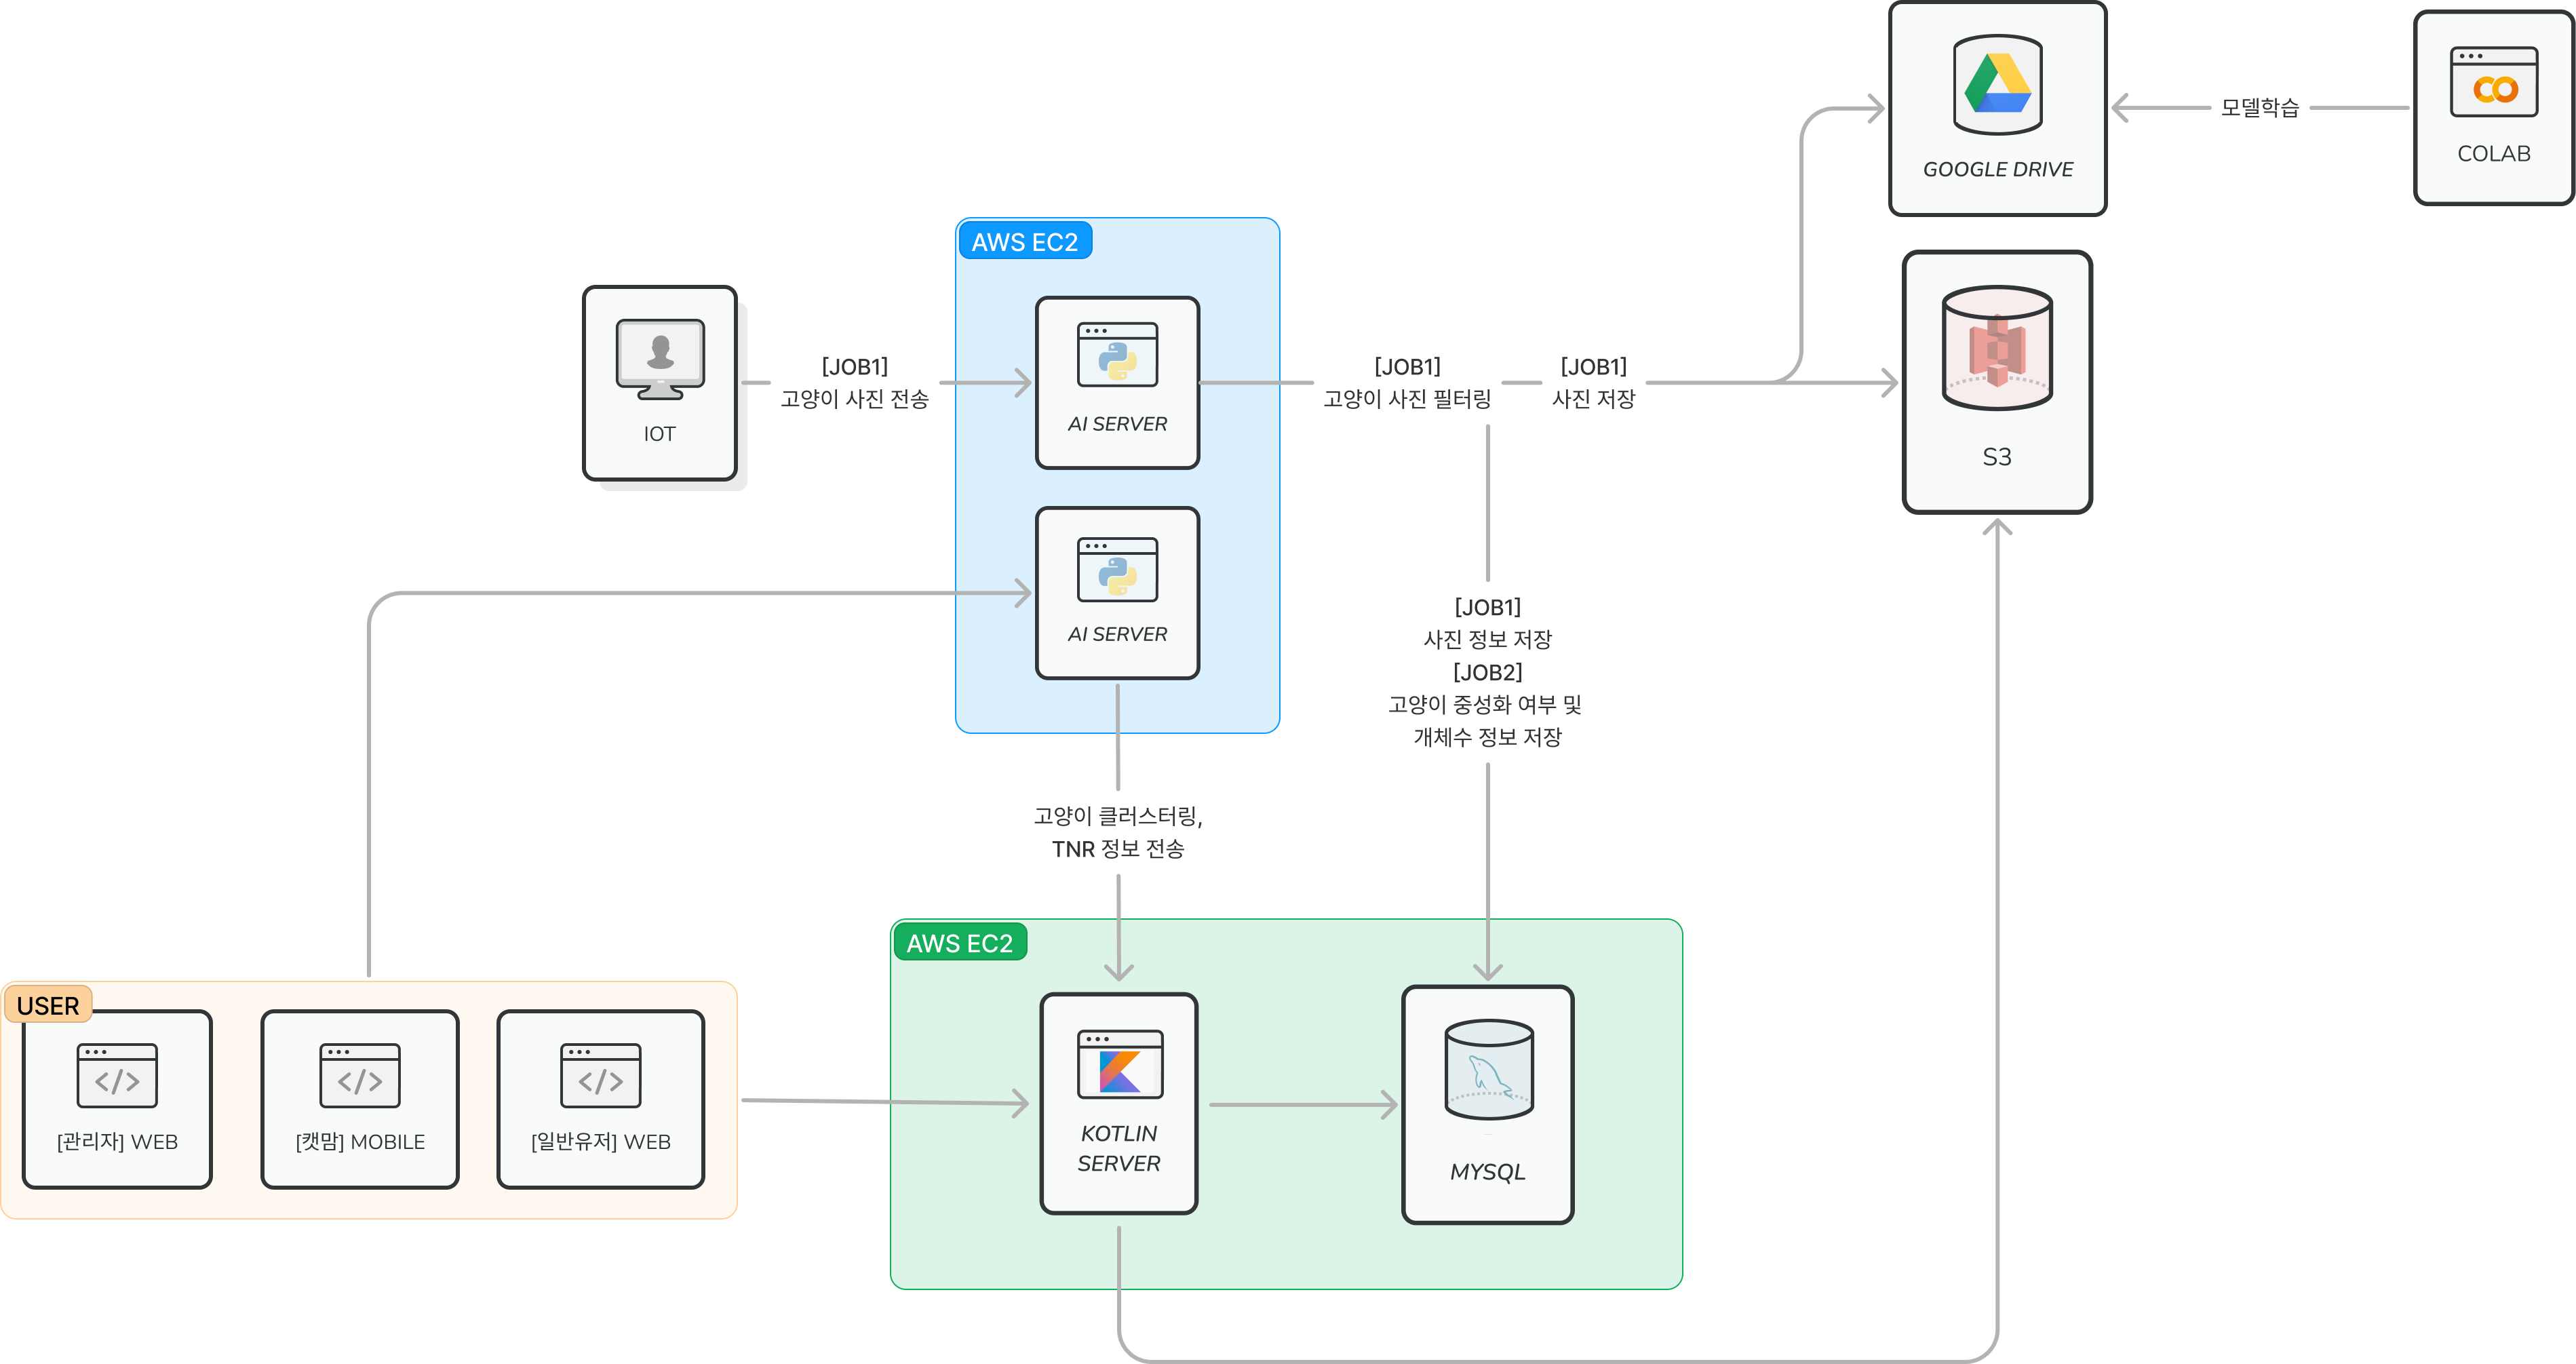 GOOGLE DRIVE
모델학습
COLAB
AWS EC2
IOT
[JOB1]
고양이 사진 전송
AI SERVER
[JOB1]
고양이 사진 필터링
[JOB1]
사진 저장
S3
AI SERVER
[JOB1]
사진 정보 저장
[JOB2]
고양이 중성화 여부 및
개체수 정보 저장
고양이 클러스터링,
TNR 정보 전송
USER
[관리자] WEB
[캣맘] MOBILE
[일반유저] WEB
AWS EC2
KOTLIN
SERVER
MYSQL